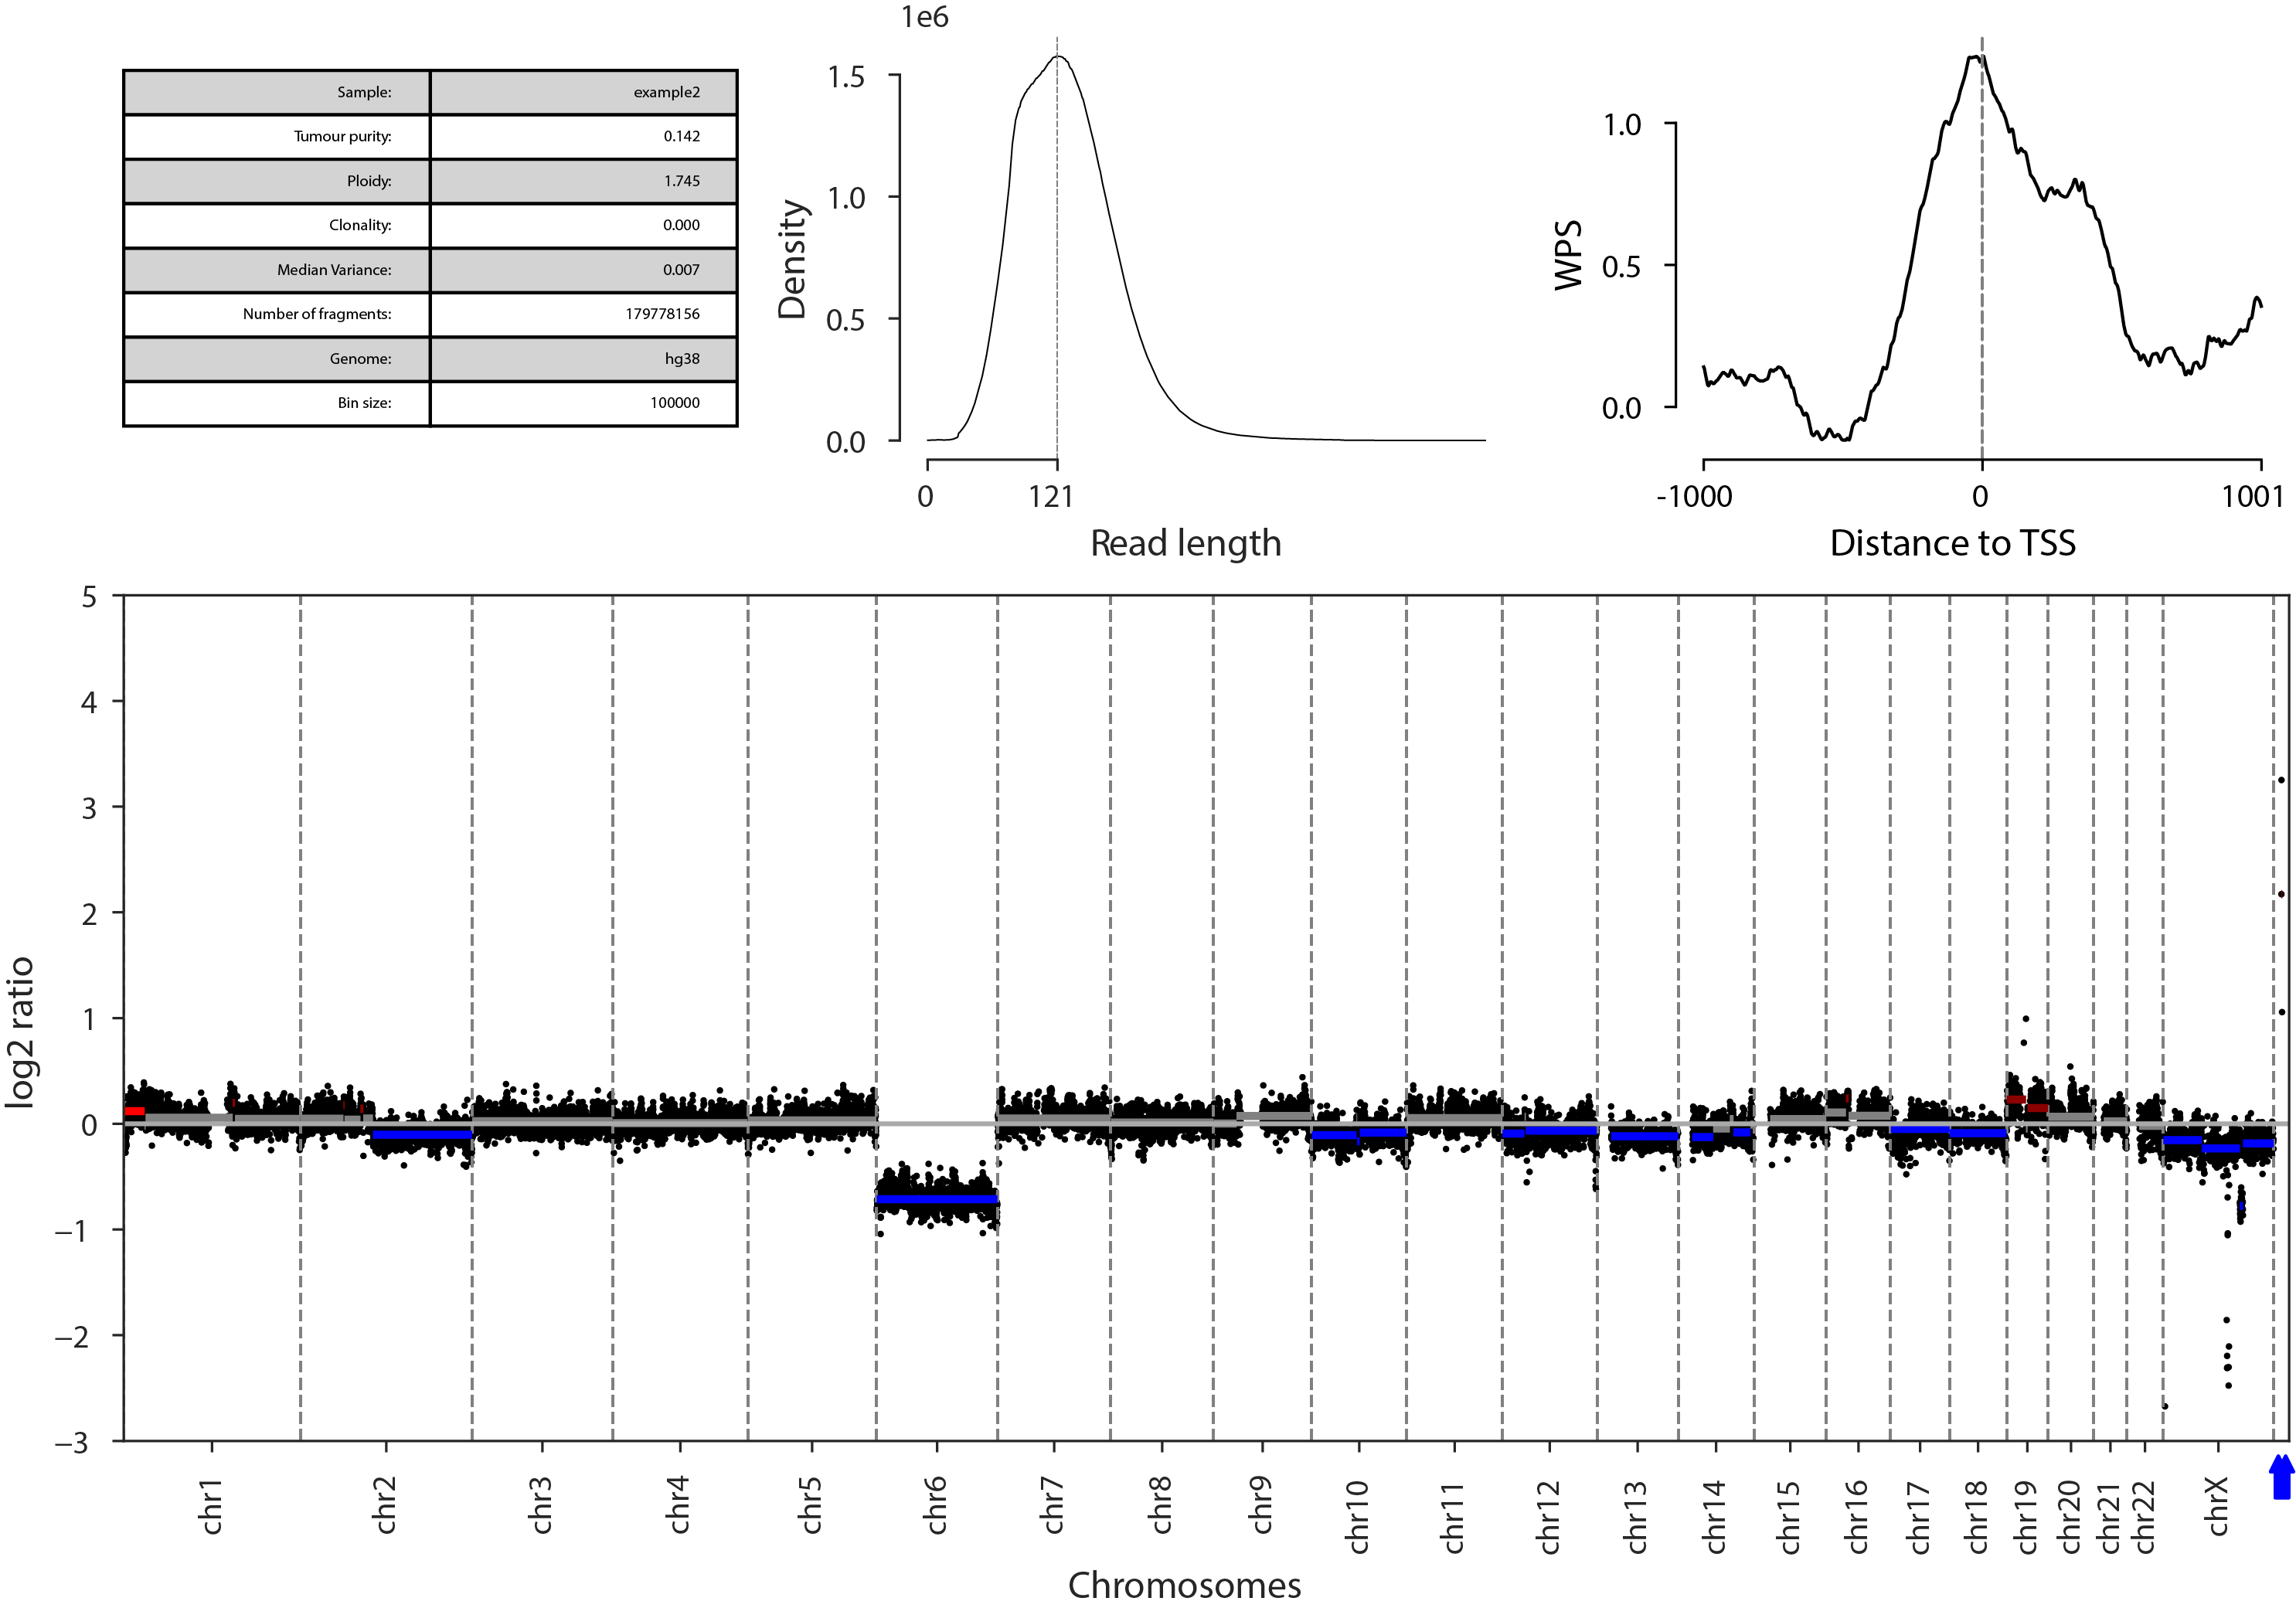 Sample: example2
Tumour purity: 0.142
Ploidy: 1.745
Clonality: 0.000
Median Variance: 0.007
Number of fragments: 179778156
Genome: hg38
Bin size: 100000
1e6
Density
1.5
1.0
0.5
0.0
0 121
Read length
WPS
1.0
0.5
0.0
-1000 0 1001
Distance to TSS
log2 ratio
5
4
3
2
1
0
−1
−2
−3
chr1 chr2 chr3 chr4 chr5 chr6 chr7 chr8 chr9 chr10 chr11 chr12 chr13 chr14 chr15 chr16 chr17 chr18 chr19 chr20 chr21 chr22 chrX
Chromosomes